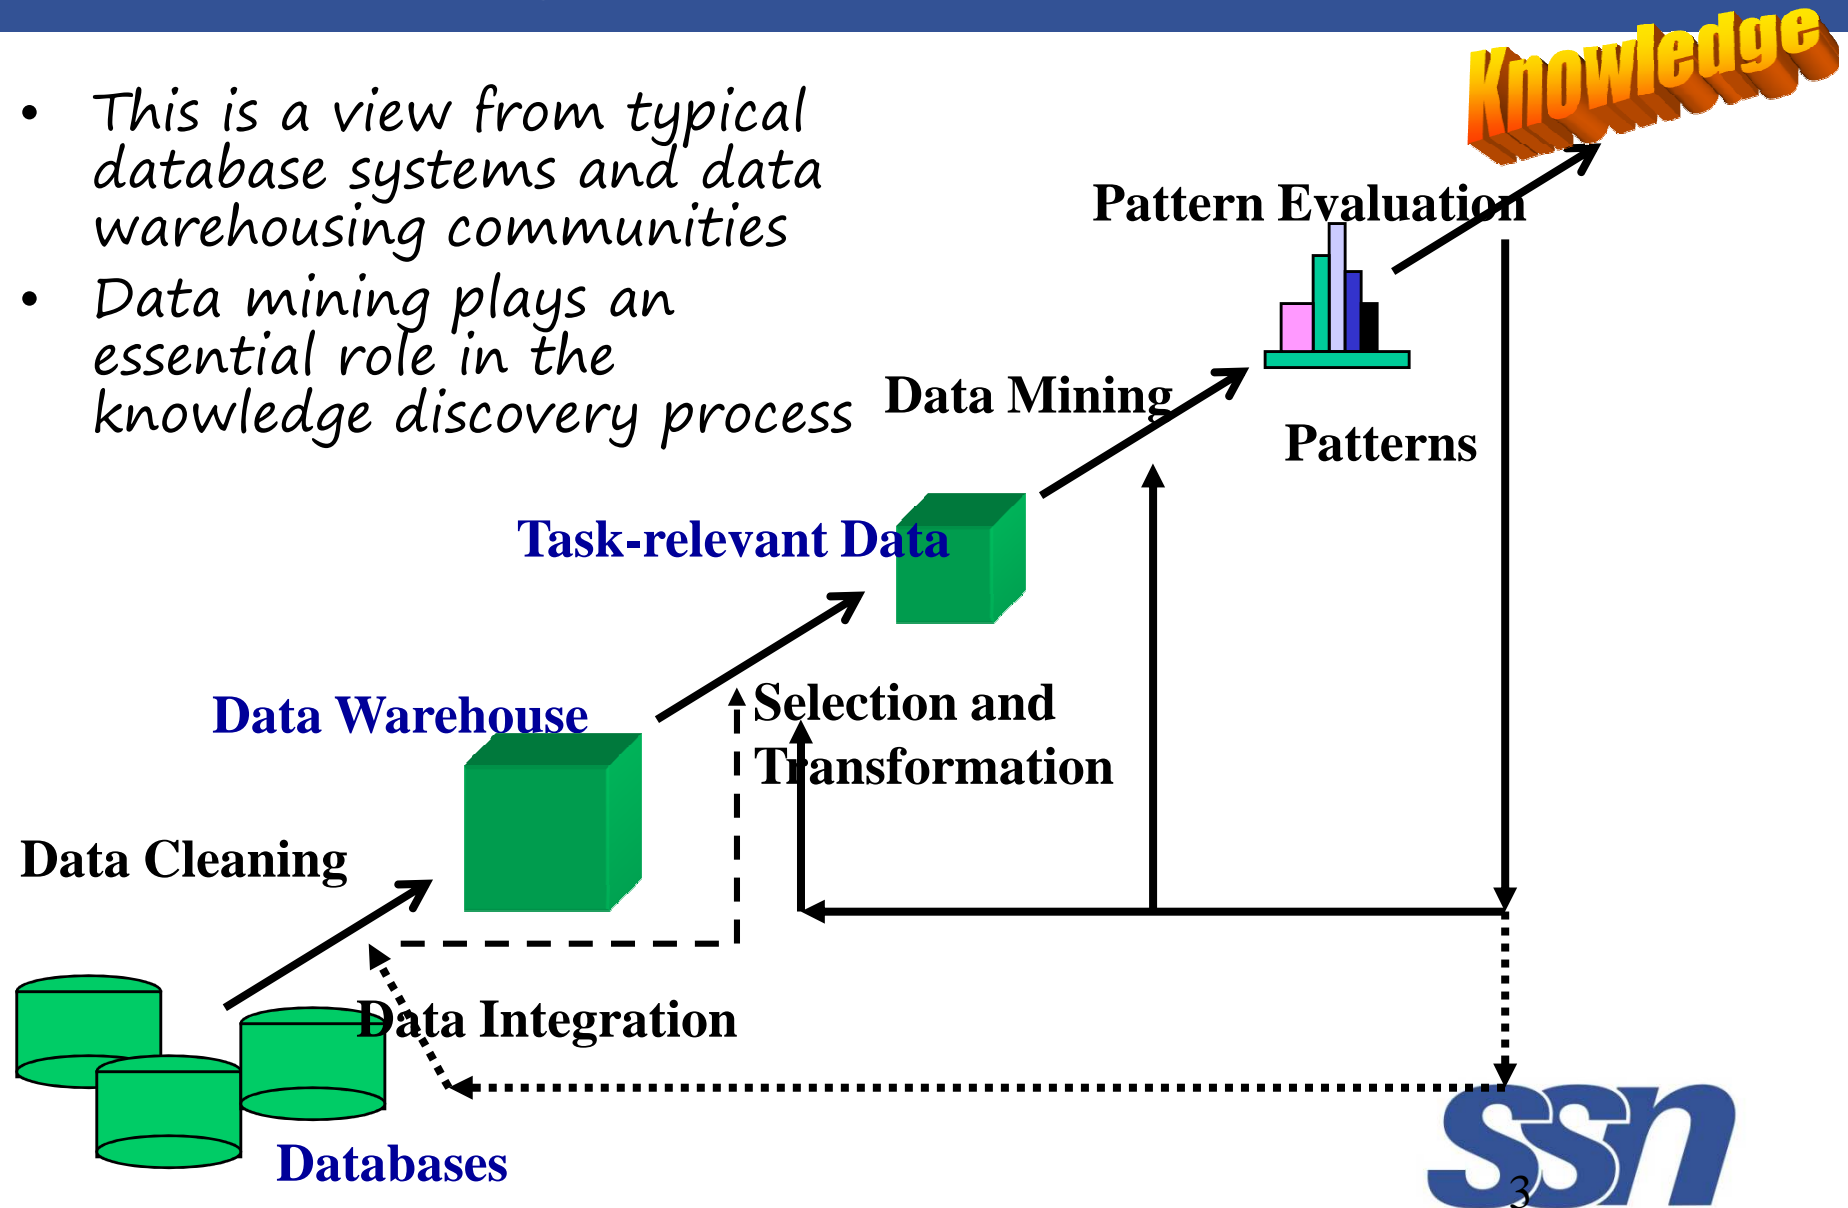 Knowledge
• This is a view from typical
database systems and data
warehousing communities
• Data mining plays an
essential role in the
knowledge discovery process
Pattern Evaluation
Data Mining
Patterns
Task-relevant Data
Data Warehouse
Selection and
Transformation
Data Cleaning
Data Integration
Databases
ssn
3